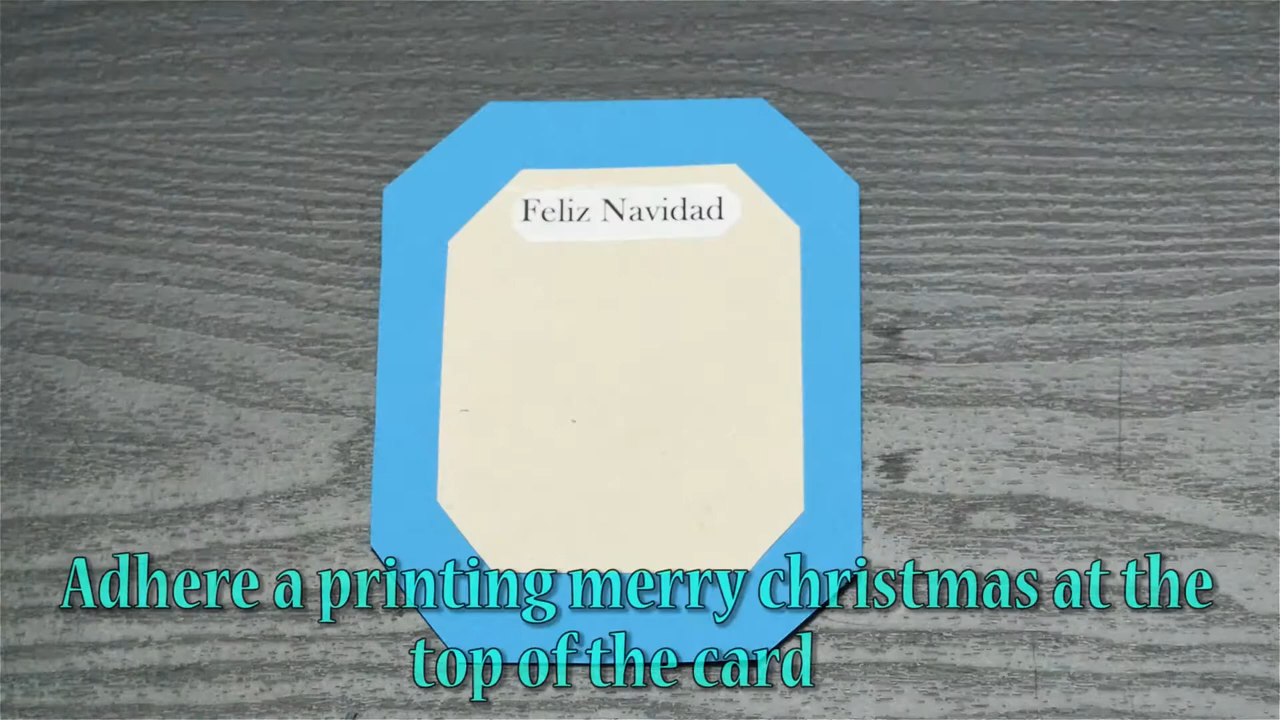 Feliz Navidad
Adhere a printing merry christmas at the
top of the card